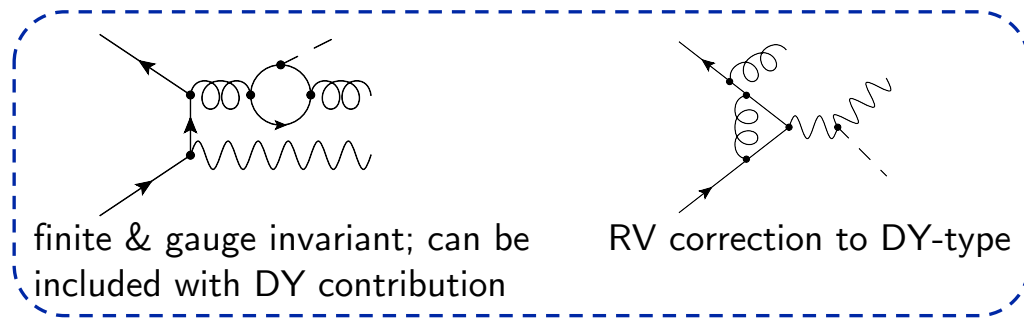 finite & gauge invariant; can be
included with DY contribution
RV correction to DY-type